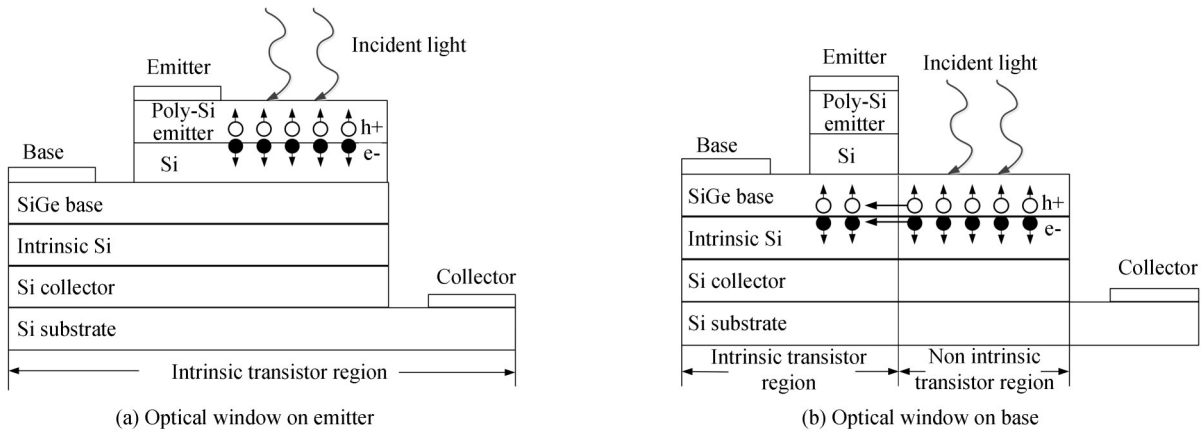 Incident light
Emitter
Poly-Si
emitter
h+
e-
Base
Si
SiGe base
Intrinsic Si
Si collector
Collector
Si substrate
Intrinsic transistor region
(a) Optical window on emitter
Emitter
Incident light
Poly-Si
emitter
Base
Si
SiGe base
h+
e-
Intrinsic Si
Si collector
Collector
Si substrate
Intrinsic transistor
region
Non intrinsic
transistor region
(b) Optical window on base